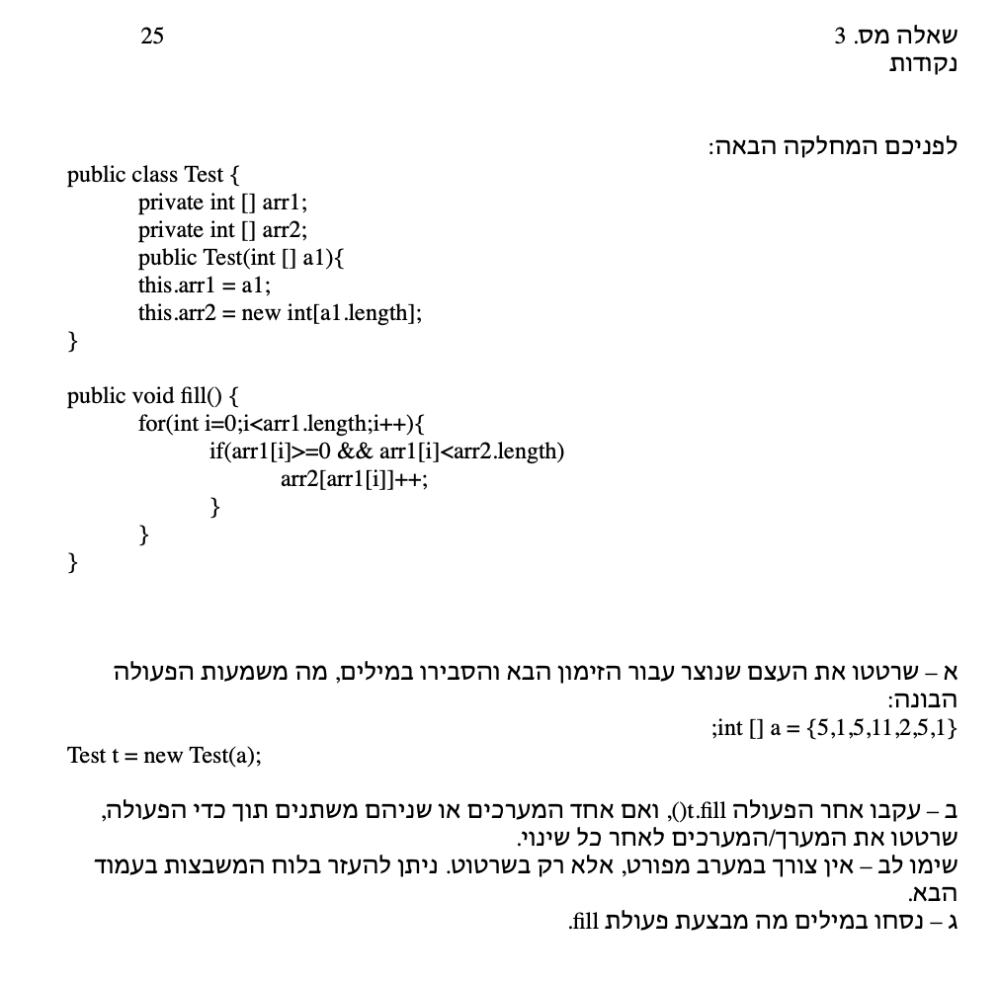 שאלה מס. 3 25
נקודות
לפניכם המחלקה הבאה:
public class Test {
private int [] arr1;
private int [] arr2;
public Test(int [] a1){
this.arr1 = a1;
this.arr2 = new int[a1.length];
}
public void fill() {
for(int i=0;i<arr1.length;i++){
if(arr1[i]>=0 && arr1[i]<arr2.length)
arr2[arr1[i]]++;
}
}
}
א – שרטטו את העצם שנוצר עבור הזימון הבא והסבירו במילים, מה משמעות הפעולה
הבונה:
;int [] a = {5,1,5,11,2,5,1}
Test t = new Test(a);
ב – עקבו אחר הפעולה t.fill(), ואם אחד המערכים או שניהם משתנים תוך כדי הפעולה,
שרטטו את המערך/המערכים לאחר כל שינוי.
שימו לב – אין צורך במערב מפורט, אלא רק בשרטוט. ניתן להעזר בלוח המשבצות בעמוד
הבא.
ג – נסחו במילים מה מבצעת פעולת fill.